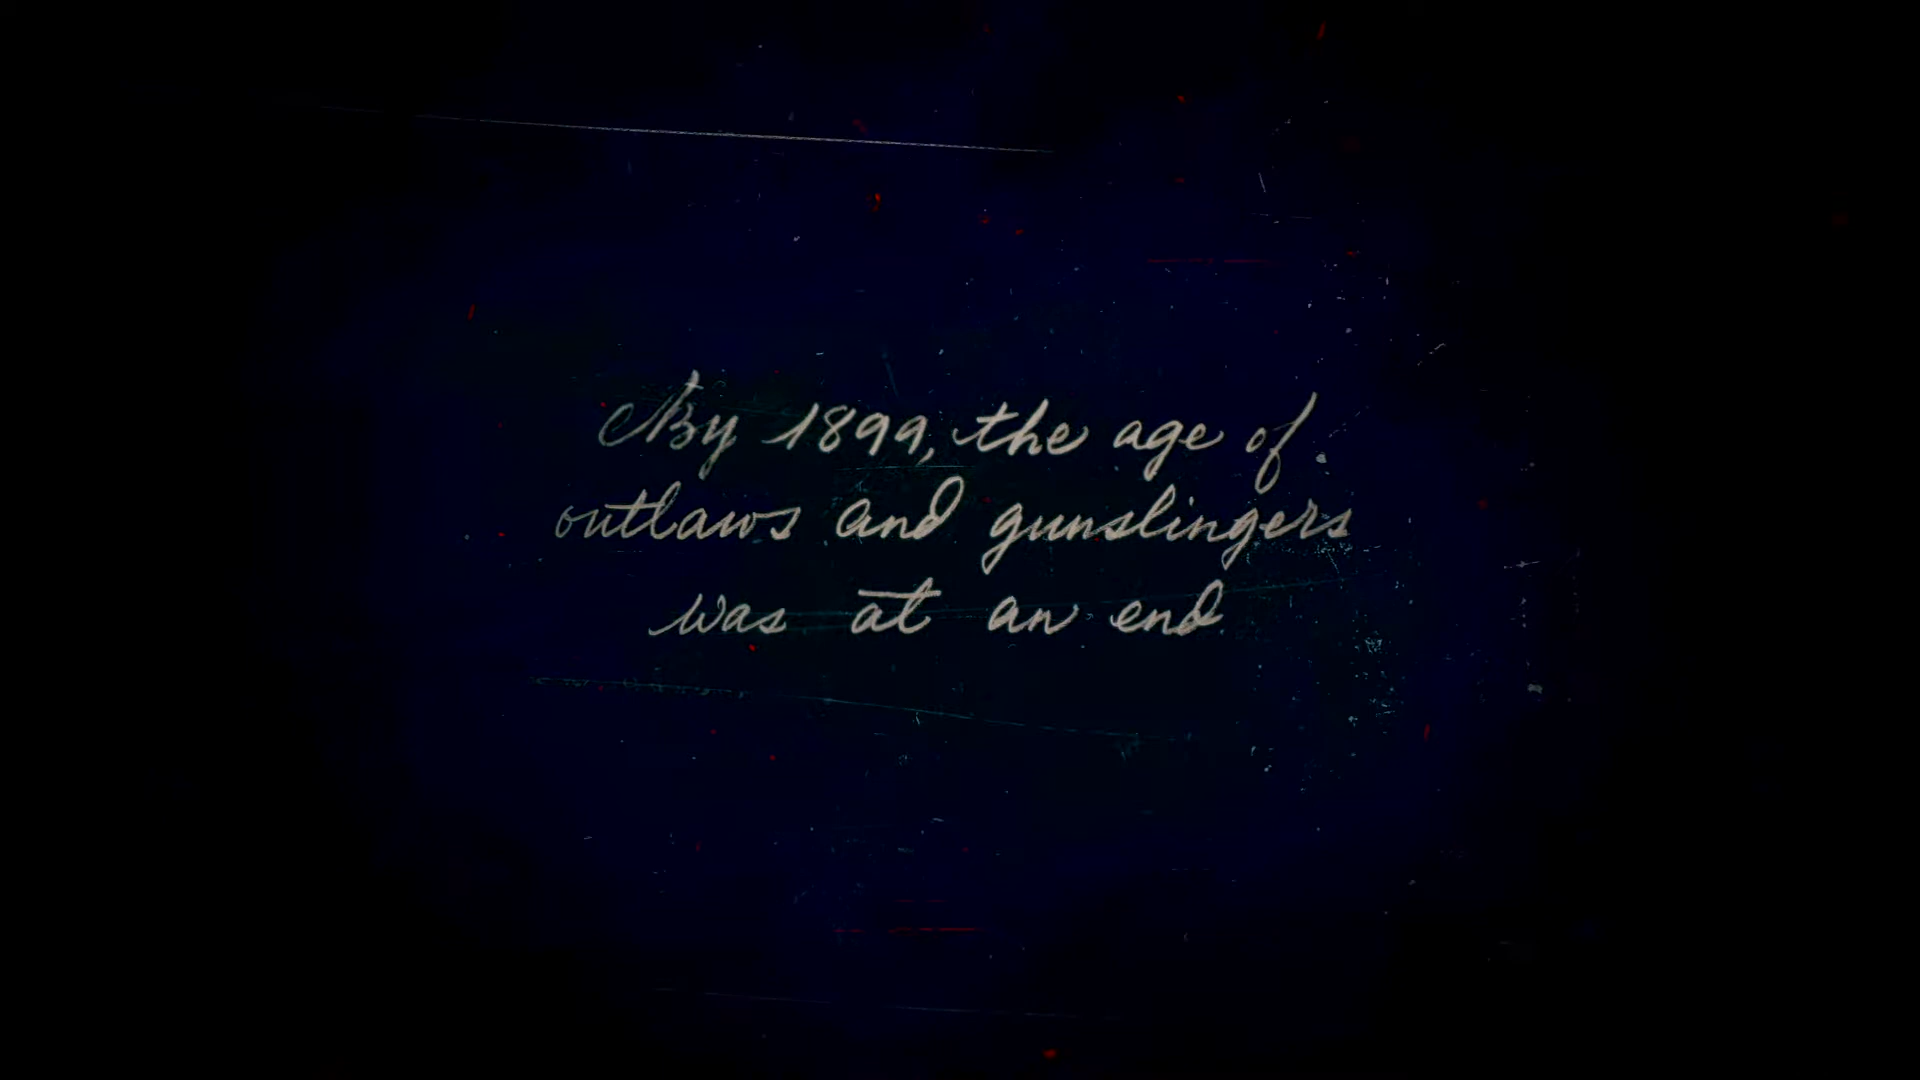 By 1899, the age of
outlaws and gunslingers
was at an end